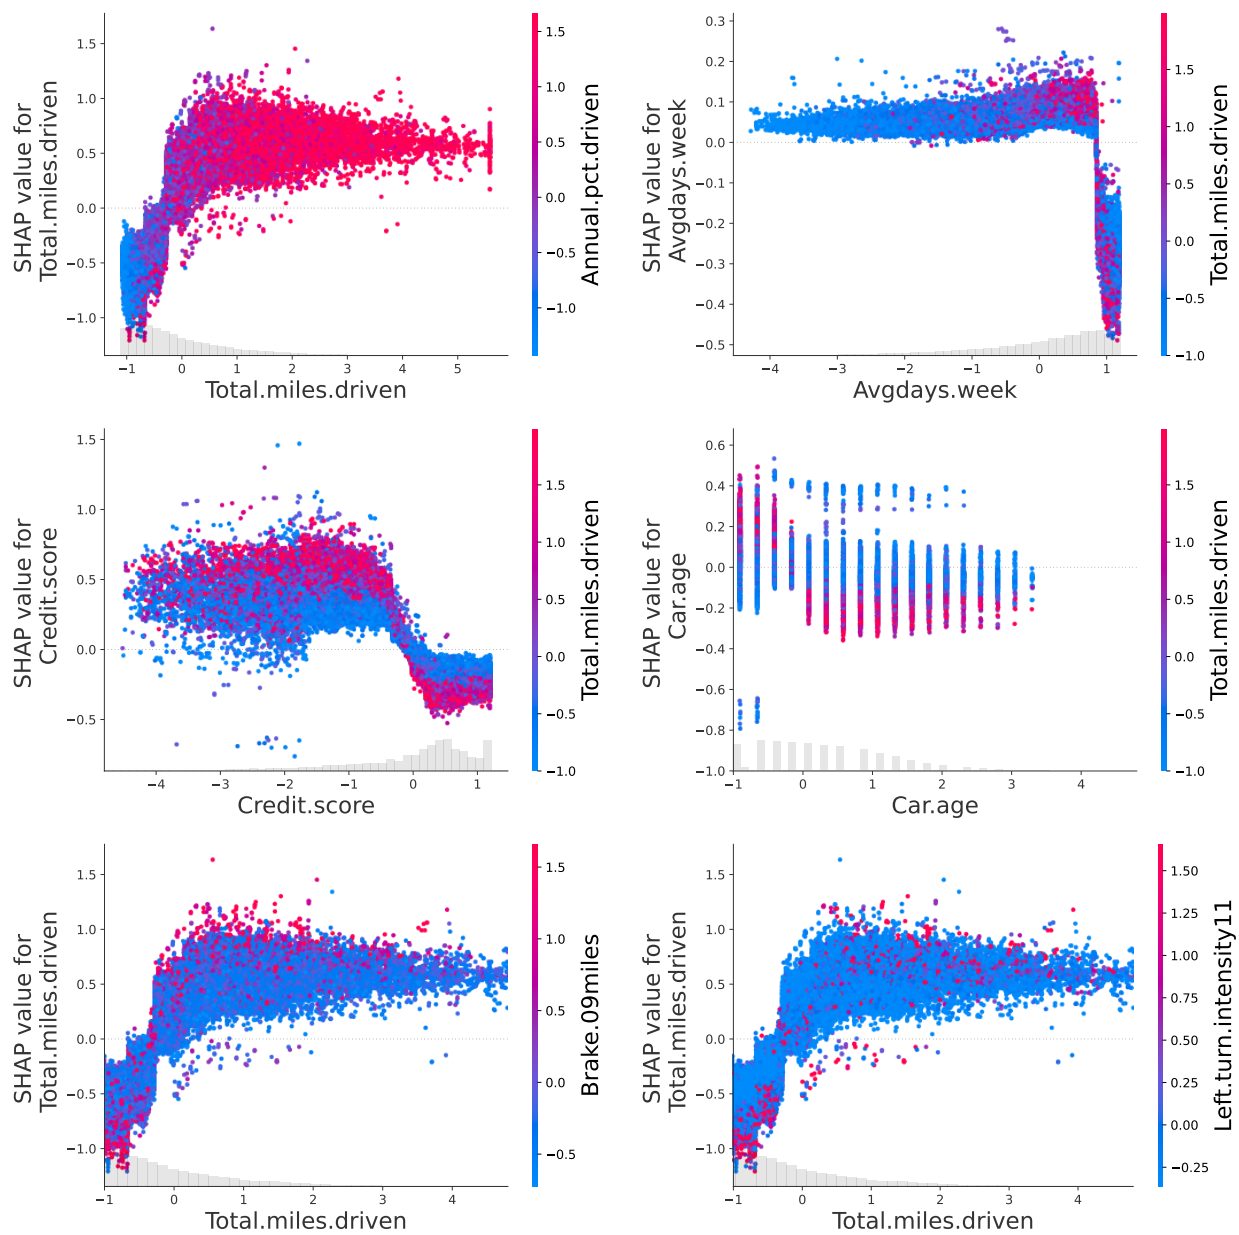 1.5
1.0
0.5
0.0
−0.5
−1.0
SHAP value for
Total.miles.driven
−1 0 1 2 3 4 5
Total.miles.driven
1.5
1.0
0.5
0.0
−0.5
−1.0
Annual.pct.driven
0.3
0.2
0.1
0.0
−0.1
−0.2
−0.3
−0.4
−0.5
SHAP value for
Avgdays.week
−4 −3 −2 −1 0 1
Avgdays.week
1.5
1.0
0.5
0.0
−0.5
−1.0
Total.miles.driven
1.5
1.0
0.5
0.0
−0.5
SHAP value for
Credit.score
−4 −3 −2 −1 0 1
Credit.score
1.5
1.0
0.5
0.0
−0.5
−1.0
Total.miles.driven
0.6
0.4
0.2
0.0
−0.2
−0.4
−0.6
−0.8
−1.0
SHAP value for
Car.age
−1 0 1 2 3 4
Car.age
1.5
1.0
0.5
0.0
−0.5
−1.0
Total.miles.driven
1.5
1.0
0.5
0.0
−0.5
−1.0
SHAP value for
Total.miles.driven
−1 0 1 2 3 4
Total.miles.driven
1.5
1.0
0.5
0.0
−0.5
Brake.09miles
1.5
1.0
0.5
0.0
−0.5
−1.0
SHAP value for
Total.miles.driven
−1 0 1 2 3 4
Total.miles.driven
1.50
1.25
1.00
0.75
0.50
0.25
0.00
−0.25
Left.turn.intensity11